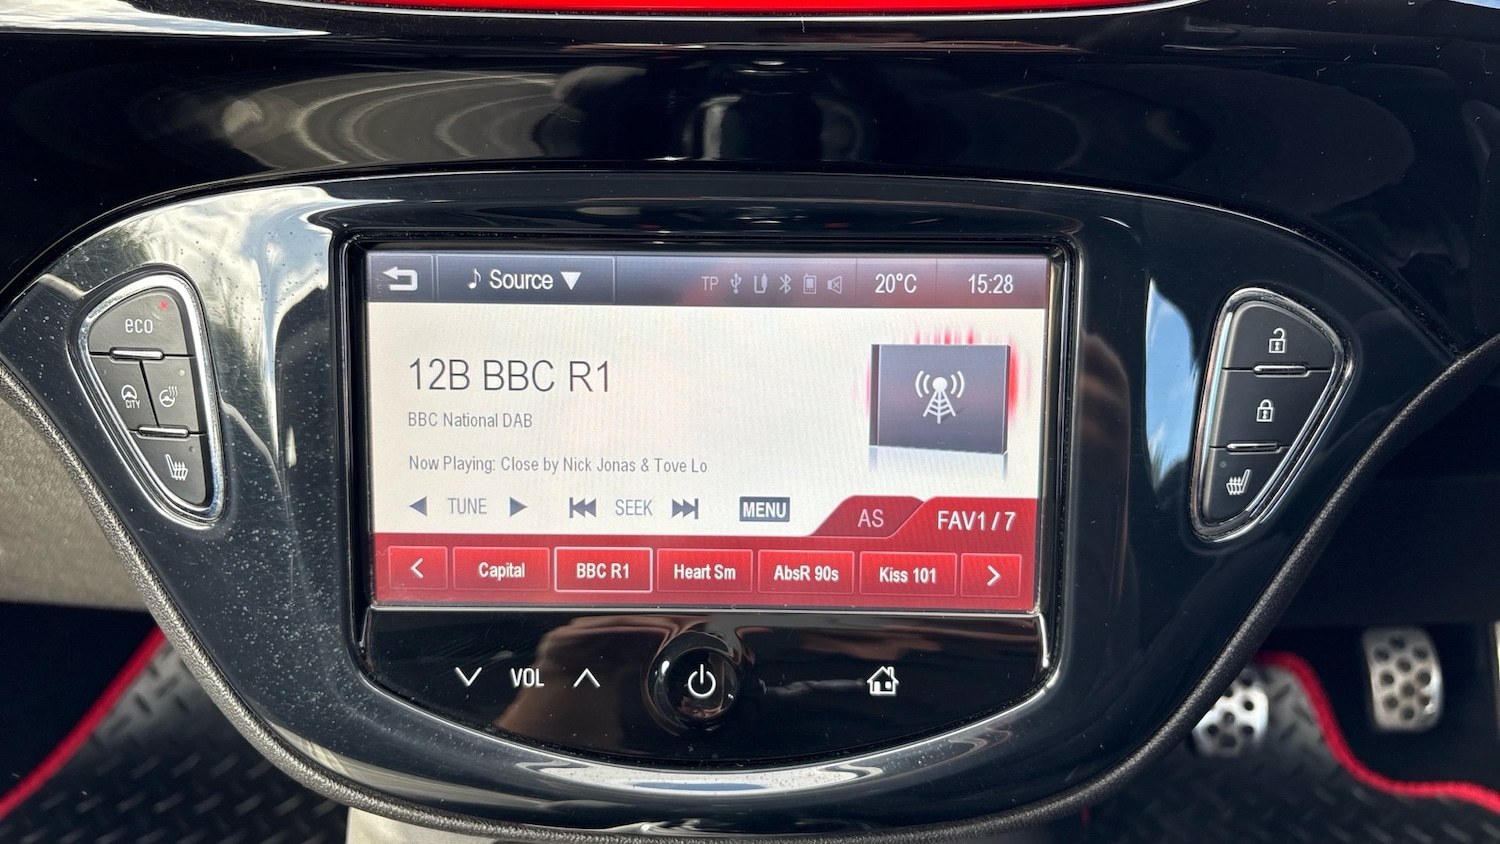 Source
TP 20°C 15:28
eco
CITY
12B BBC R1
BBC National DAB
Now Playing: Close by Nick Jonas & Tove Lo
TUNE SEEK MENU AS FAV1 / 7
< Capital BBC R1 Heart Sm AbsR 90s Kiss 101 >
VOL